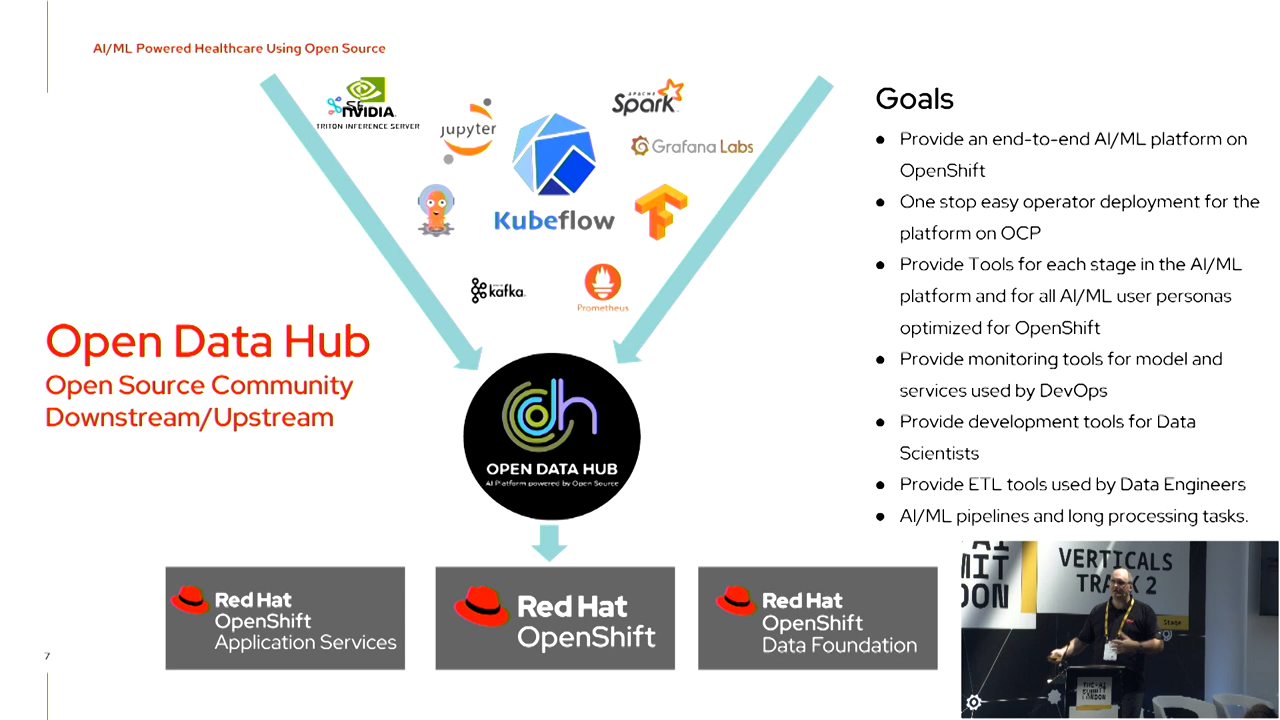 AI/ML Powered Healthcare Using Open Source
NVIDIA
TRITON INFERENCE SERVER
jupyter
APACHE
Spark
Grafana Labs
Kubeflow
kafka
Prometheus
Open Data Hub
Open Source Community
Downstream/Upstream
odh
OPEN DATA HUB
AI Platform powered by Open Source
Red Hat
OpenShift
Application Services
Red Hat
OpenShift
Red Hat
OpenShift
Data Foundation
Goals
● Provide an end-to-end AI/ML platform on
OpenShift
● One stop easy operator deployment for the
platform on OCP
● Provide Tools for each stage in the AI/ML
platform and for all AI/ML user personas
optimized for OpenShift
● Provide monitoring tools for model and
services used by DevOps
● Provide development tools for Data
Scientists
● Provide ETL tools used by Data Engineers
● AI/ML pipelines and long processing tasks.
VERTICALS
Stage
7